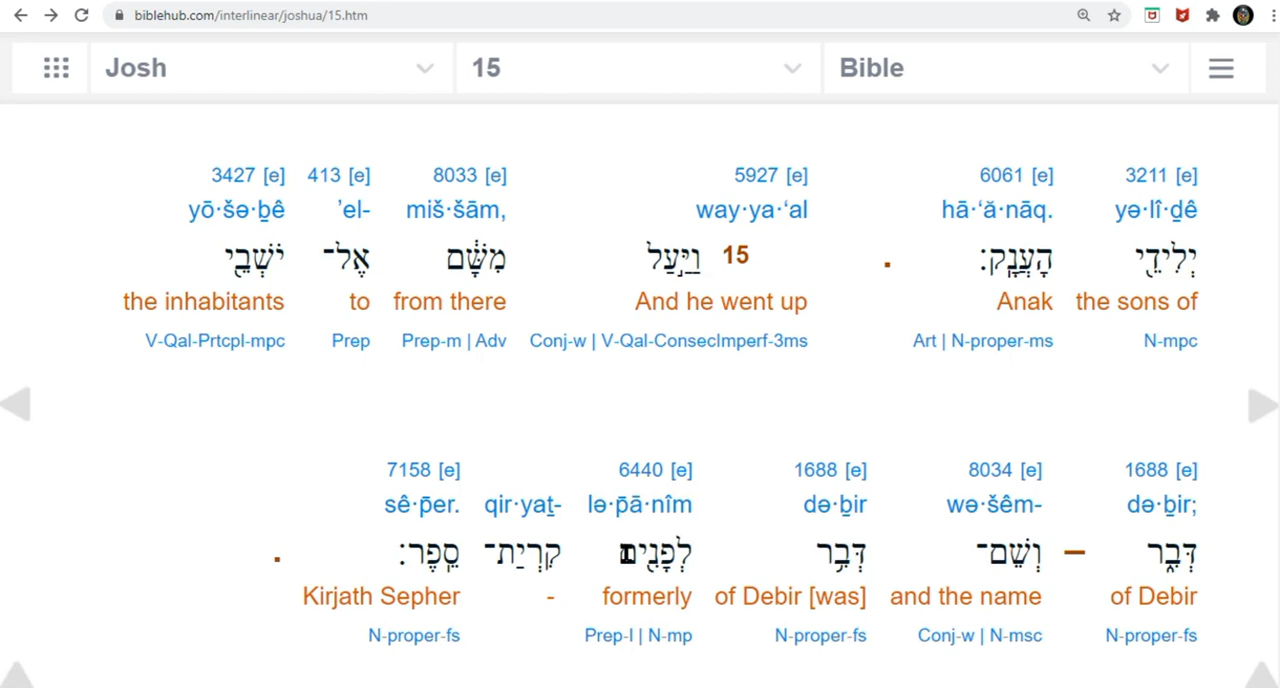 biblehub.com/interlinear/joshua/15.htm
Josh 15 Bible
3211 [e] 6061 [e] 5927 [e] 8033 [e] 413 [e] 3427 [e]
yə·lî·ḏê hā·‘ă·nāq. way·ya·‘al miš·šām, ’el- yō·šə·ḇê
יְלִידֵ֖י הָעֲנָֽק׃ . 15 וַיַּ֣עַל מִשָּׁ֔ם אֶל־ יֹשְׁבֵ֖י
the sons of Anak And he went up from there to the inhabitants
N-mpc Art | N-proper-ms Conj-w | V-Qal-ConsecImperf-3ms Prep-m | Adv Prep V-Qal-Prtcpl-mpc
1688 [e] 8034 [e] 1688 [e] 6440 [e] 7158 [e]
də·ḇir; wə·šêm- də·ḇir lə·p̄ā·nîm qir·yaṯ- sê·p̄er.
דְּבִ֑ר – וְשֵׁם־ דְּבִ֥ר לְפָנִ֖ים קִרְיַת־ סֵֽפֶר׃ .
of Debir and the name of Debir [was] formerly - Kirjath Sepher
N-proper-fs Conj-w | N-msc N-proper-fs Prep-l | N-mp N-proper-fs